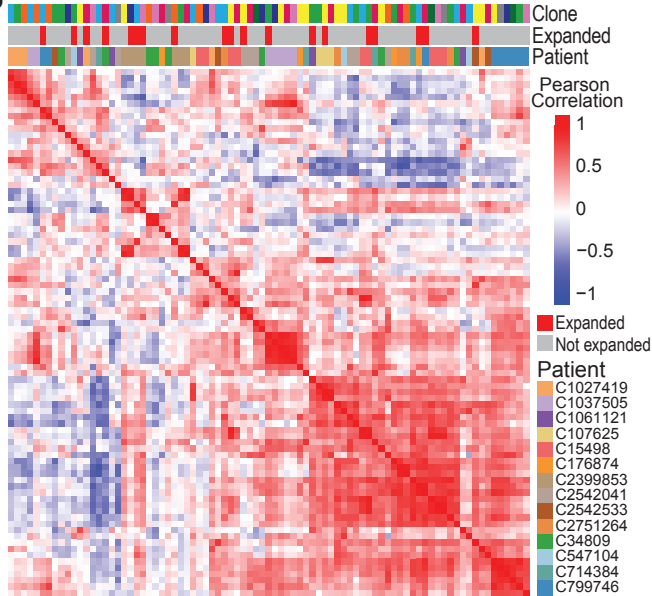 Clone
Expanded
Patient
Pearson
Correlation
1
0.5
0
−0.5
−1
Expanded
Not expanded
Patient
C1027419
C1037505
C1061121
C107625
C15498
C176874
C2399853
C2542041
C2542533
C2751264
C34809
C547104
C714384
C799746